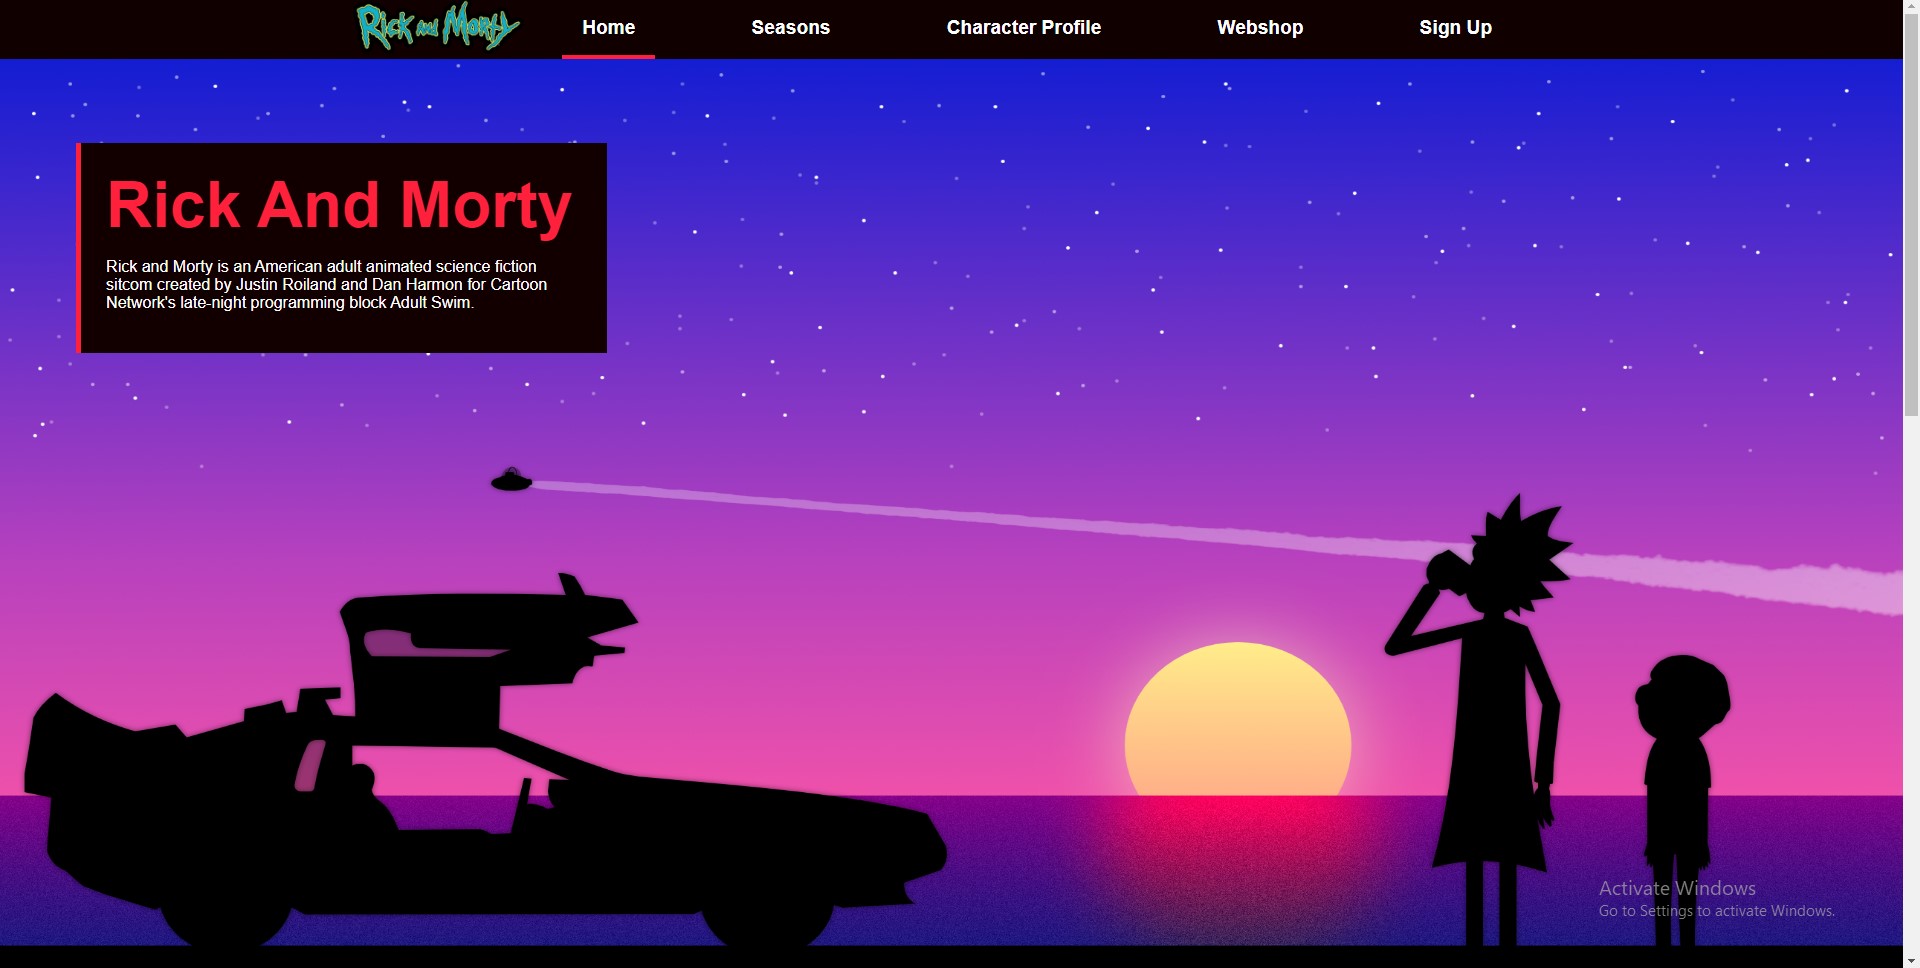 Rick and Morty
Home
Seasons
Character Profile
Webshop
Sign Up
Rick And Morty
Rick and Morty is an American adult animated science fiction
sitcom created by Justin Roiland and Dan Harmon for Cartoon
Network's late-night programming block Adult Swim.
Activate Windows
Go to Settings to activate Windows.